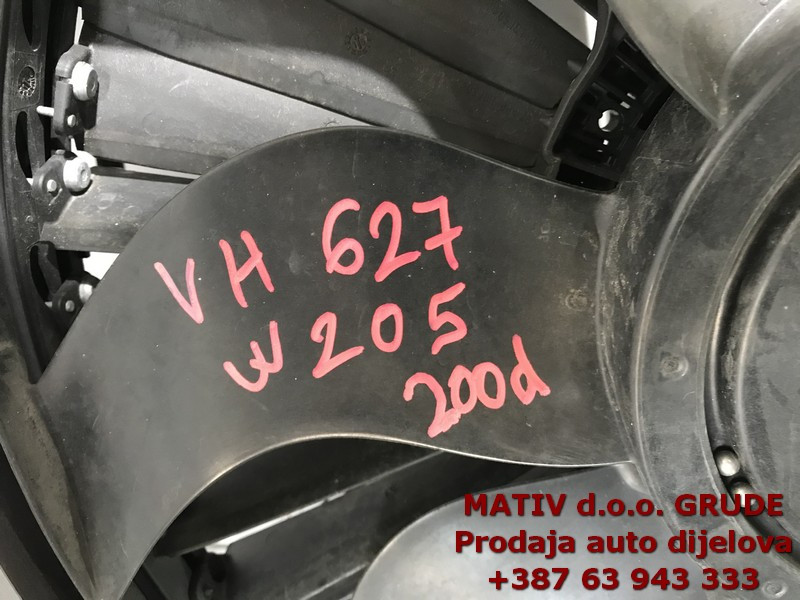 VH 627
W205
200d
MATIV d.o.o. GRUDE
Prodaja auto dijelova
+387 63 943 333